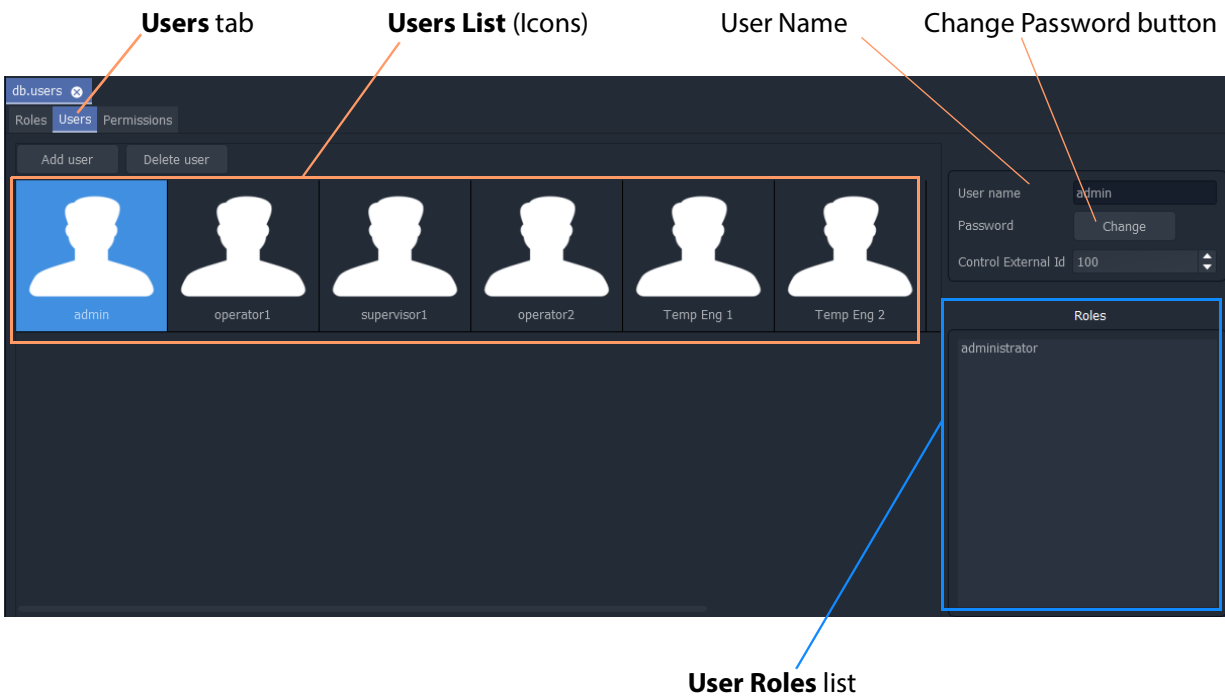 Users tab
Users List (Icons)
User Name
Change Password button
db.users
Roles Users Permissions
Add user
Delete user
admin
operator1
supervisor1
operator2
Temp Eng 1
Temp Eng 2
User name admin
Password Change
Control External Id 100
Roles
administrator
User Roles list